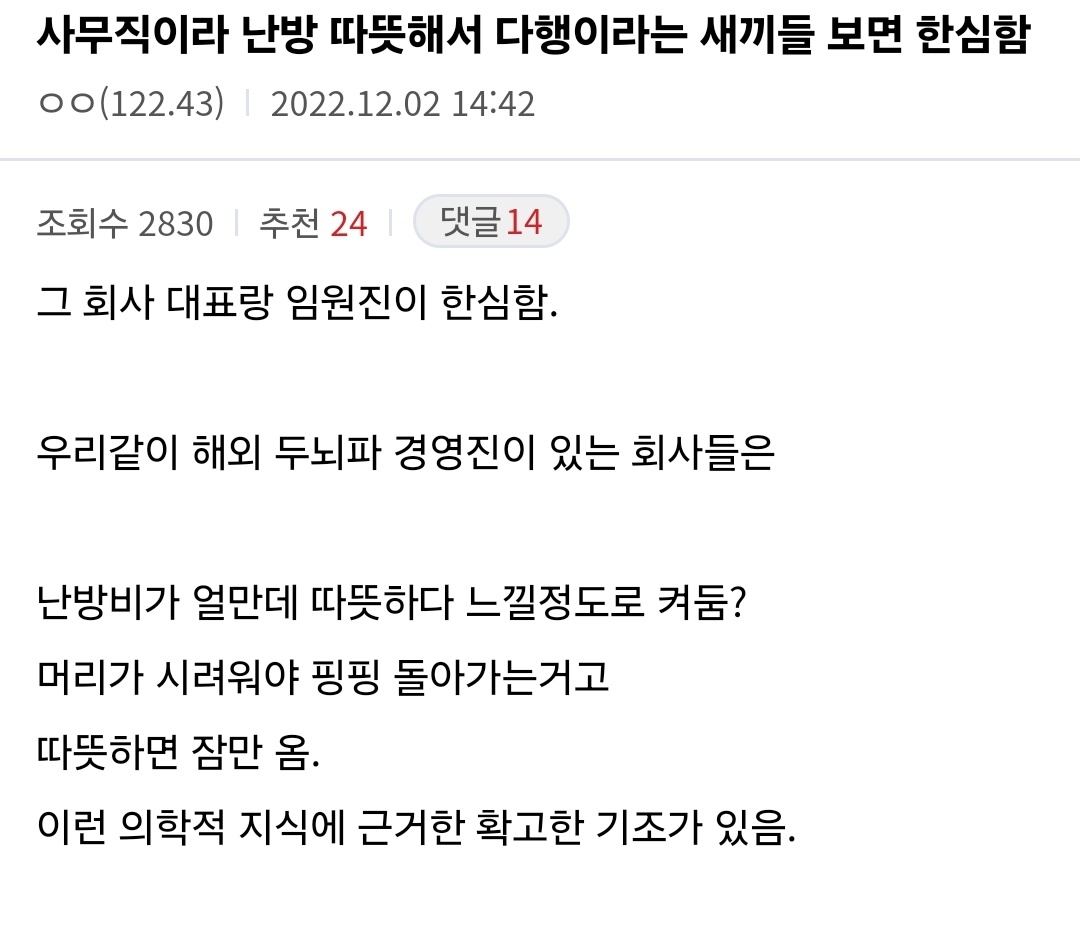 사무직이라 난방 따뜻해서 다행이라는 새끼들 보면 한심함
ㅇㅇ(122.43) | 2022.12.02 14:42
조회수 2830 | 추천 24 | 댓글 14
그 회사 대표랑 임원진이 한심함.
우리같이 해외 두뇌파 경영진이 있는 회사들은
난방비가 얼만데 따뜻하다 느낄정도로 켜둠?
머리가 시려워야 핑핑 돌아가는거고
따뜻하면 잠만 옴.
이런 의학적 지식에 근거한 확고한 기조가 있음.